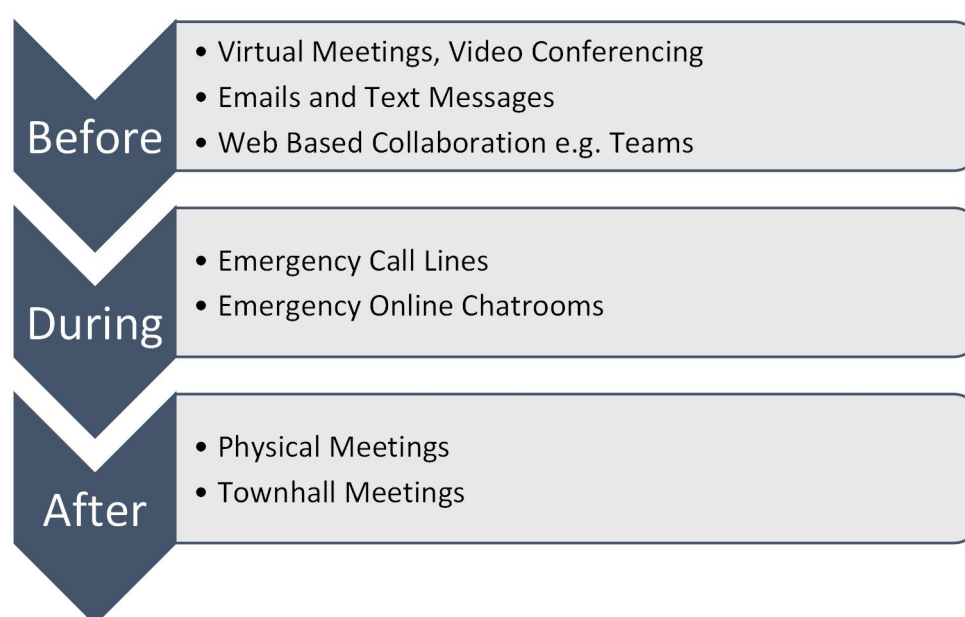 Before
• Virtual Meetings, Video Conferencing
• Emails and Text Messages
• Web Based Collaboration e.g. Teams
During
• Emergency Call Lines
• Emergency Online Chatrooms
After
• Physical Meetings
• Townhall Meetings